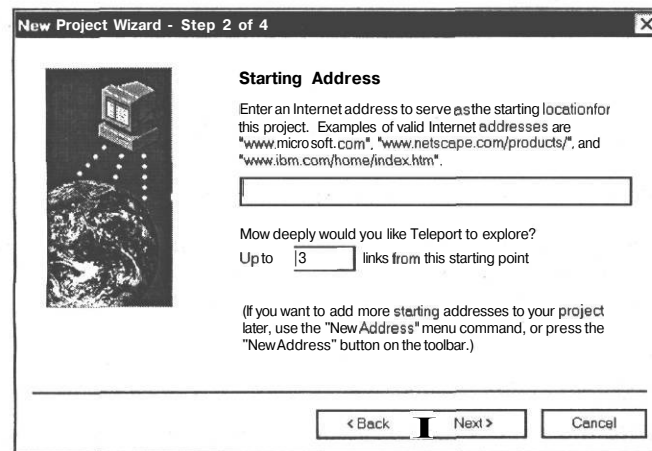 New Project Wizard - Step 2 of 4
Starting Address
Enter an Internet address to serve as the starting location for
this project. Examples of valid Internet addresses are
"www.microsoft.com", "www.netscape.com/products/", and
"www.ibm.com/home/index.htm".
Mow deeply would you like Teleport to explore?
Up to 3 links from this starting point
(If you want to add more starting addresses to your project
later, use the "New Address" menu command, or press the
"New Address" button on the toolbar.)
< Back Next > Cancel